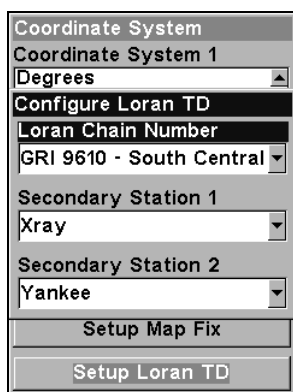 Coordinate System
Coordinate System 1
Degrees
Configure Loran TD
Loran Chain Number
GRI 9610 - South Central
Secondary Station 1
Xray
Secondary Station 2
Yankee
Setup Map Fix
Setup Loran TD